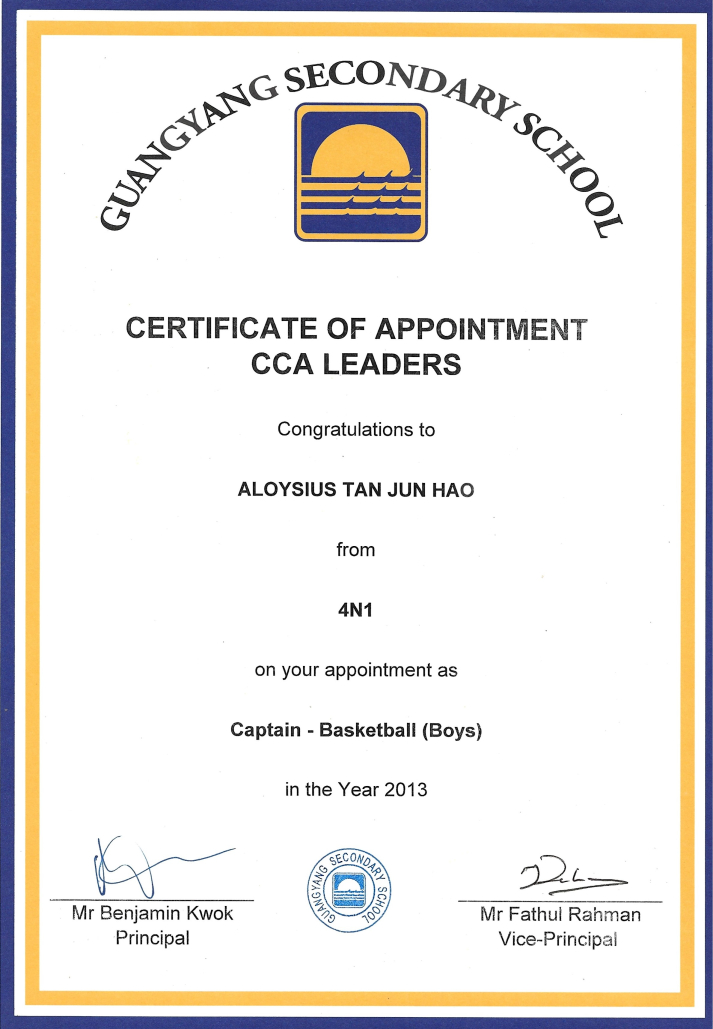 GUANGYANG SECONDARY SCHOOL
CERTIFICATE OF APPOINTMENT
CCA LEADERS
Congratulations to
ALOYSIUS TAN JUN HAO
from
4N1
on your appointment as
Captain - Basketball (Boys)
in the Year 2013
GUANGYANG SECONDARY SCHOOL
Mr Benjamin Kwok
Principal
Mr Fathul Rahman
Vice-Principal